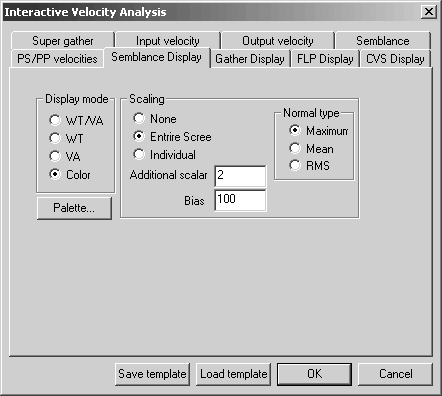 Interactive Velocity Analysis
Super gather Input velocity Output velocity Semblance
PS/PP velocities Semblance Display Gather Display FLP Display CVS Display
Display mode
WT/VA
WT
VA
Color
Palette...
Scaling
None
Entrire Scree
Individual
Additional scalar 2
Bias 100
Normal type
Maximum
Mean
RMS
Save template Load template OK Cancel